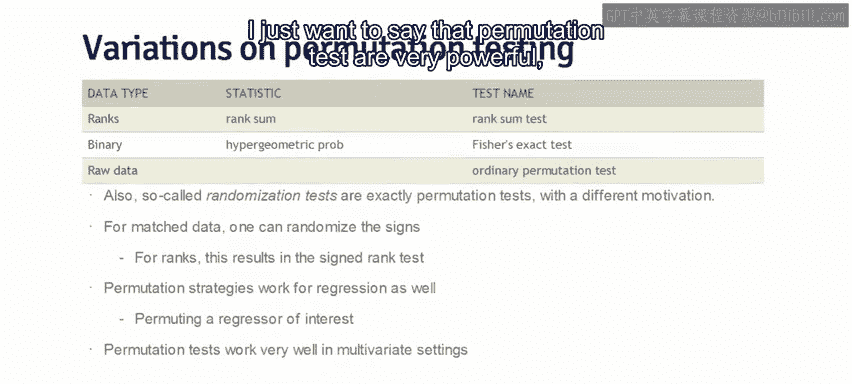 GPT中英字幕课程资源@bilibili.com
I just want to say that permutation
test are very powerful,
Variations on permutation testing
DATA TYPE STATISTIC TEST NAME
Ranks rank sum rank sum test
Binary hypergeometric prob Fisher's exact test
Raw data ordinary permutation test
· Also, so-called randomization tests are exactly permutation tests, with a different motivation.
· For matched data, one can randomize the signs
- For ranks, this results in the signed rank test
· Permutation strategies work for regression as well
- Permuting a regressor of interest
· Permutation tests work very well in multivariate settings